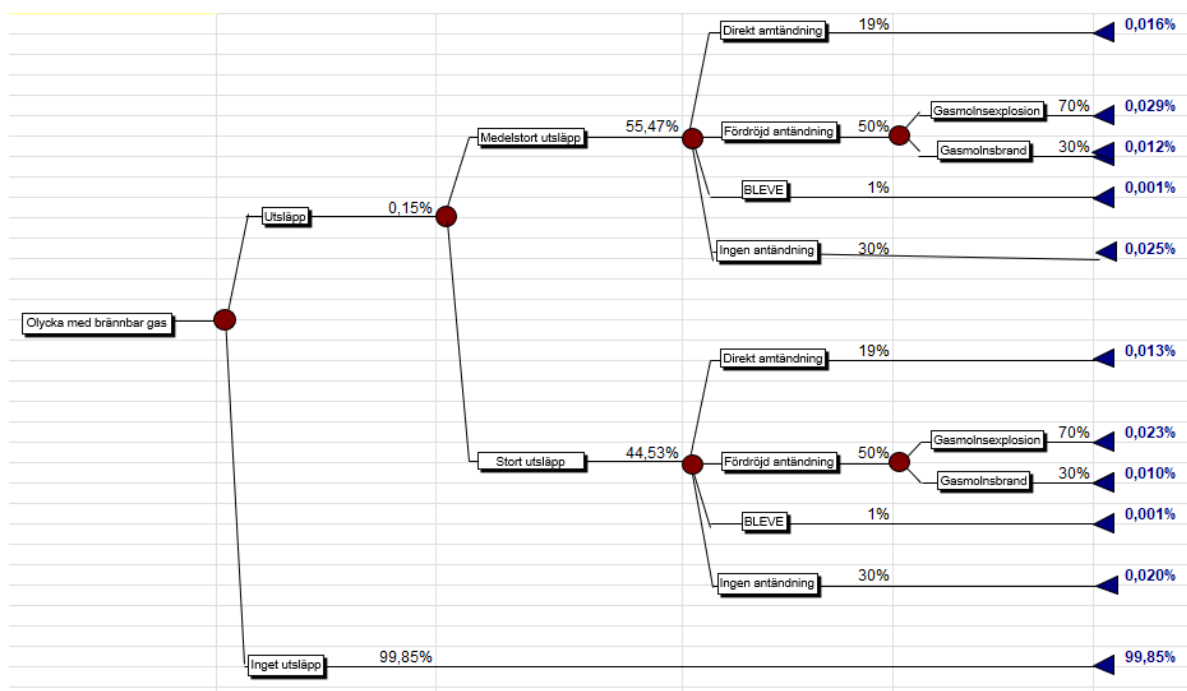 Direkt amtändning 19% 0,016%
Gasmolnsexplosion 70% 0,029%
Medelstort utsläpp 55,47% Fördröjd antändning 50%
Gasmolnsbrand 30% 0,012%
BLEVE 1% 0,001%
Utsläpp 0,15%
Ingen antändning 30% 0,025%
Olycka med brännbar gas
Direkt amtändning 19% 0,013%
Gasmolnsexplosion 70% 0,023%
Stort utsläpp 44,53% Fördröjd antändning 50%
Gasmolnsbrand 30% 0,010%
BLEVE 1% 0,001%
Ingen antändning 30% 0,020%
Inget utsläpp 99,85% 99,85%